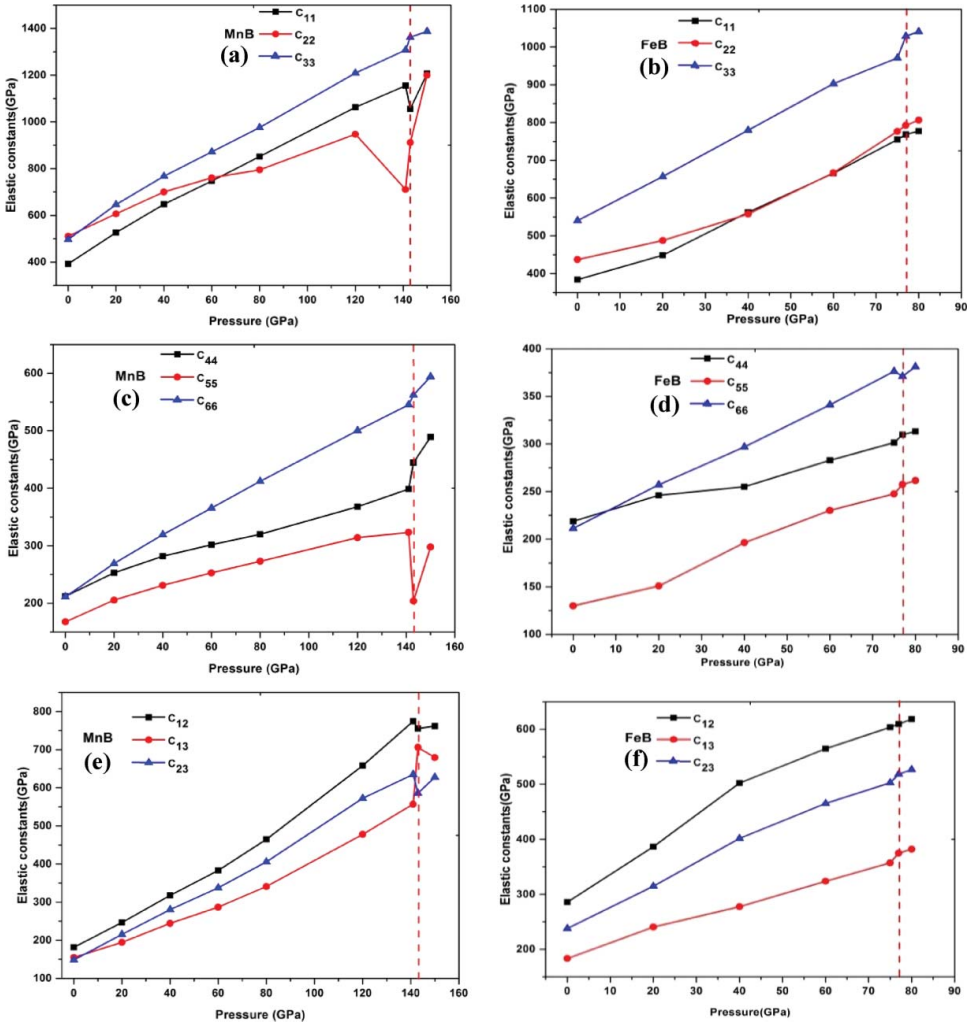 C11
MnB C22
(a) C33
1400
1200
1000
800
600
400
Elastic constants(GPa)
0 20 40 60 80 100 120 140 160
Pressure (GPa)
C11
FeB C22
(b) C33
1100
1000
900
800
700
600
500
400
Elastic constants(GPa)
0 10 20 30 40 50 60 70 80 90
Pressure (GPa)
C44
MnB C55
(c) C66
600
500
400
300
200
Elastic constants(GPa)
0 20 40 60 80 100 120 140 160
Pressure (GPa)
C44
FeB C55
(d) C66
400
350
300
250
200
150
100
Elastic constants(GPa)
0 20 40 60 80
Pressure (GPa)
C12
MnB C13
(e) C23
800
700
600
500
400
300
200
100
Elastic constants(GPa)
0 20 40 60 80 100 120 140 160
Pressure (GPa)
C12
FeB C13
(f) C23
600
500
400
300
200
Elastic constants(GPa)
0 10 20 30 40 50 60 70 80 90
Pressure(GPa)